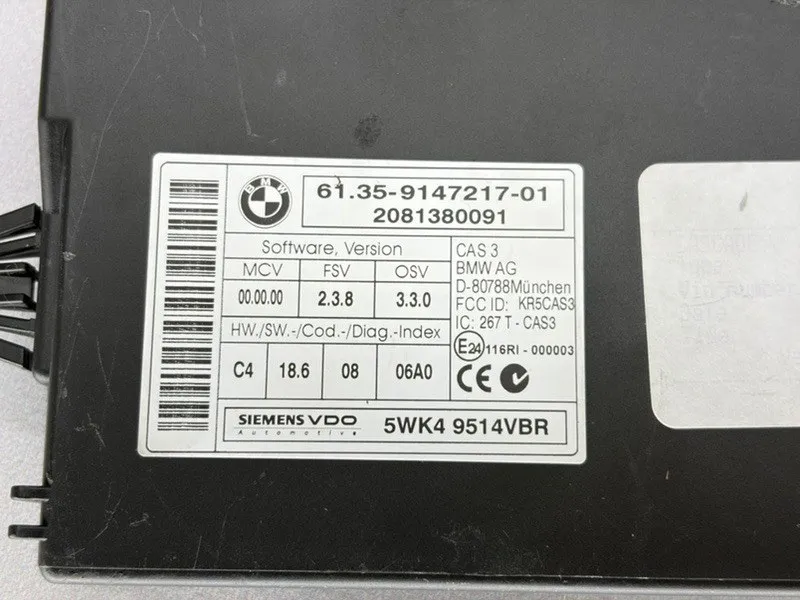 BMW
61.35-9147217-01
2081380091
Software, Version
MCV FSV OSV
00.00.00 2.3.8 3.3.0
HW./SW.-/Cod.-/Diag.-Index
C4 18.6 08 06A0
CAS 3
BMW AG
D-80788München
FCC ID: KR5CAS3
IC: 267 T - CAS3
E24 116RI - 000003
CE
SIEMENS VDO
Automotive
5WK4 9514VBR